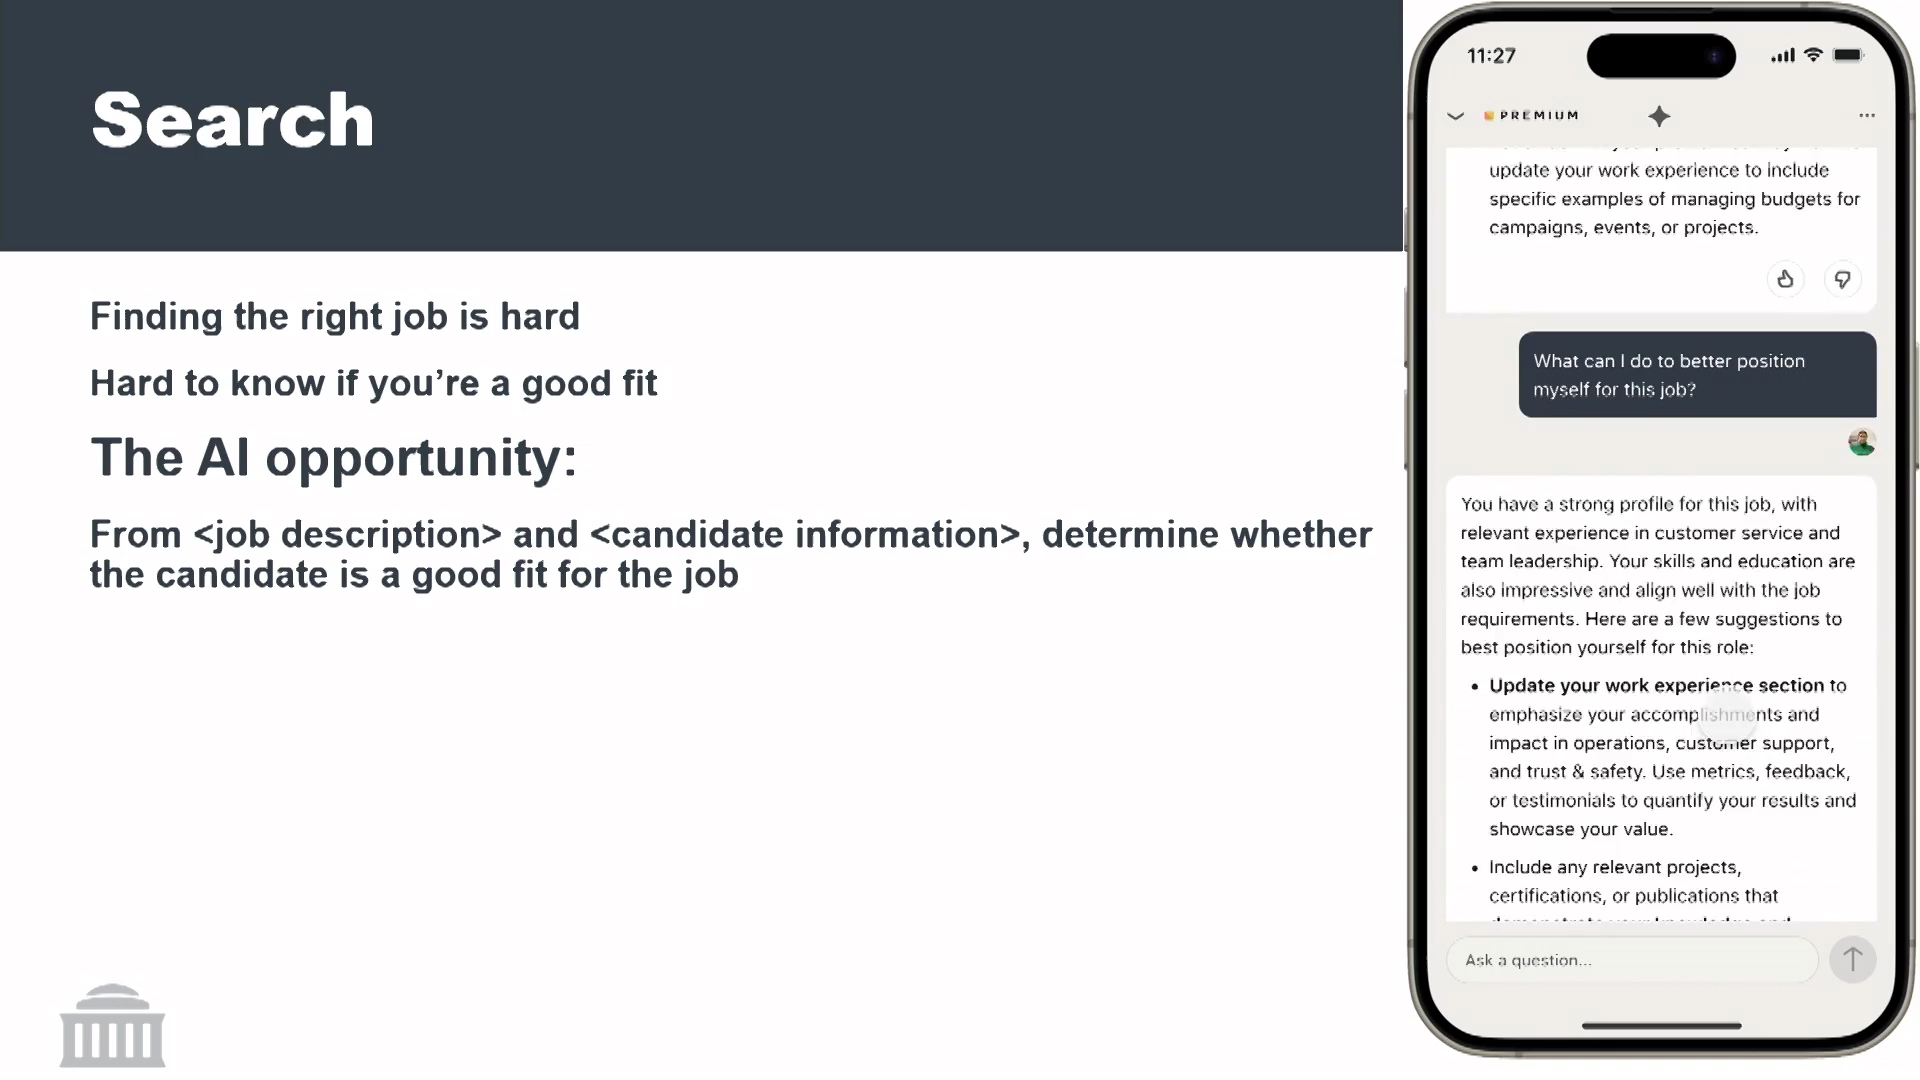 Search
Finding the right job is hard
Hard to know if you’re a good fit
The AI opportunity:
From <job description> and <candidate information>, determine whether
the candidate is a good fit for the job
11:27
PREMIUM
update your work experience to include
specific examples of managing budgets for
campaigns, events, or projects.
What can I do to better position
myself for this job?
You have a strong profile for this job, with
relevant experience in customer service and
team leadership. Your skills and education are
also impressive and align well with the job
requirements. Here are a few suggestions to
best position yourself for this role:
• Update your work experience section to
emphasize your accomplishments and
impact in operations, customer support,
and trust & safety. Use metrics, feedback,
or testimonials to quantify your results and
showcase your value.
• Include any relevant projects,
certifications, or publications that
Ask a question...